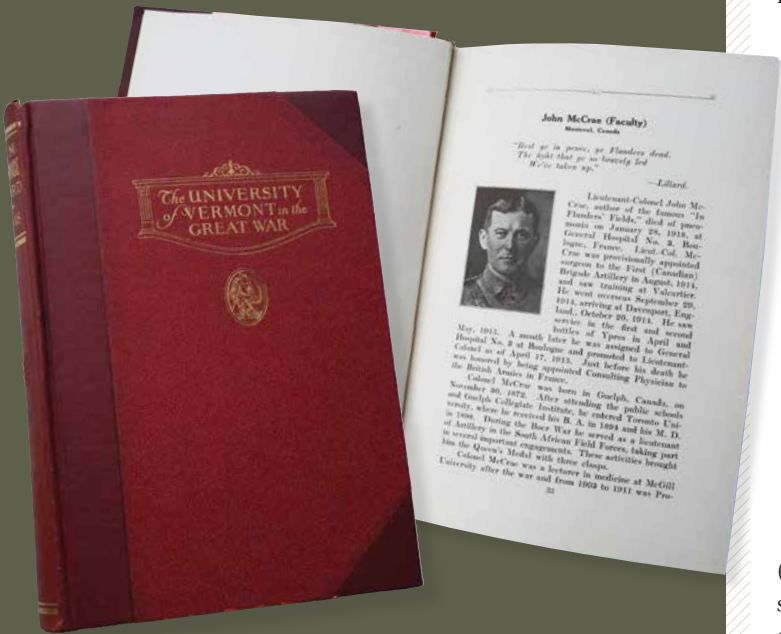 The UNIVERSITY
of VERMONT in the
GREAT WAR
John McCrae (Faculty)
Montreal, Canada
"Rest ye in peace, ye Flanders dead.
The fight that ye so bravely led
We've taken up."
—Lillard.
Lieutenant-Colonel John Mc-
Crae, author of the famous "In
Flanders' Fields," died of pneu-
monia on January 28, 1918, at
General Hospital No. 3, Bou-
logne, France. Lieut.-Col. Mc-
Crae was provisionally appointed
surgeon to the First (Canadian)
Brigade Artillery in August, 1914,
and saw training at Valcartier.
He went overseas September 29,
1914, arriving at Davenport, Eng-
land., October 20, 1914. He saw
service in the first and second
battles of Ypres in April and
May, 1915. A month later he was assigned to General
Hospital No. 3 at Boulogne and promoted to Lieutenant-
Colonel as of April 17, 1915. Just before his death he
was honored by being appointed Consulting Physician to
the British Armies in France.
Colonel McCrae was born in Guelph, Canada, on
November 30, 1872. After attending the public schools
and Guelph Collegiate Institute, he entered Toronto Uni-
versity, where he received his B. A. in 1894 and his M. D.
in 1898. During the Boer War he served as a lieutenant
of Artillery in the South African Field Forces, taking part
in several important engagements. These activities brought
him the Queen's Medal with three clasps.
Colonel McCrae was a lecturer in medicine at McGill
University after the war and from 1903 to 1911 was Pro-